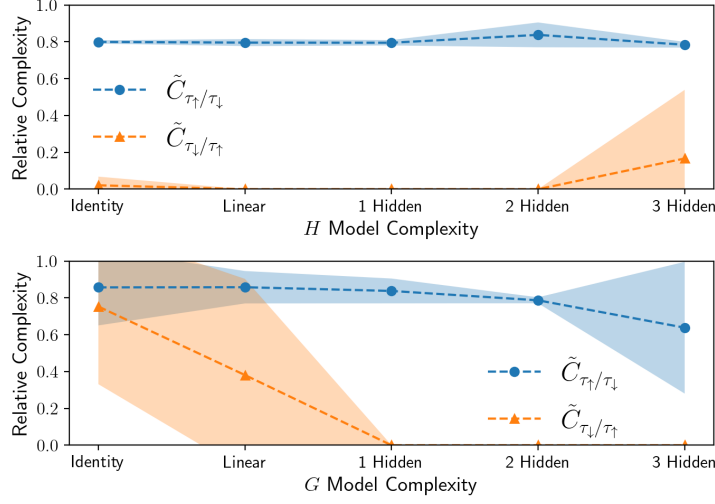 Relative Complexity
1.0
0.8
0.6
0.4
0.2
0.0
C̃τ↑/τ↓
C̃τ↓/τ↑
Identity Linear 1 Hidden 2 Hidden 3 Hidden
H Model Complexity
Relative Complexity
1.0
0.8
0.6
0.4
0.2
0.0
C̃τ↑/τ↓
C̃τ↓/τ↑
Identity Linear 1 Hidden 2 Hidden 3 Hidden
G Model Complexity